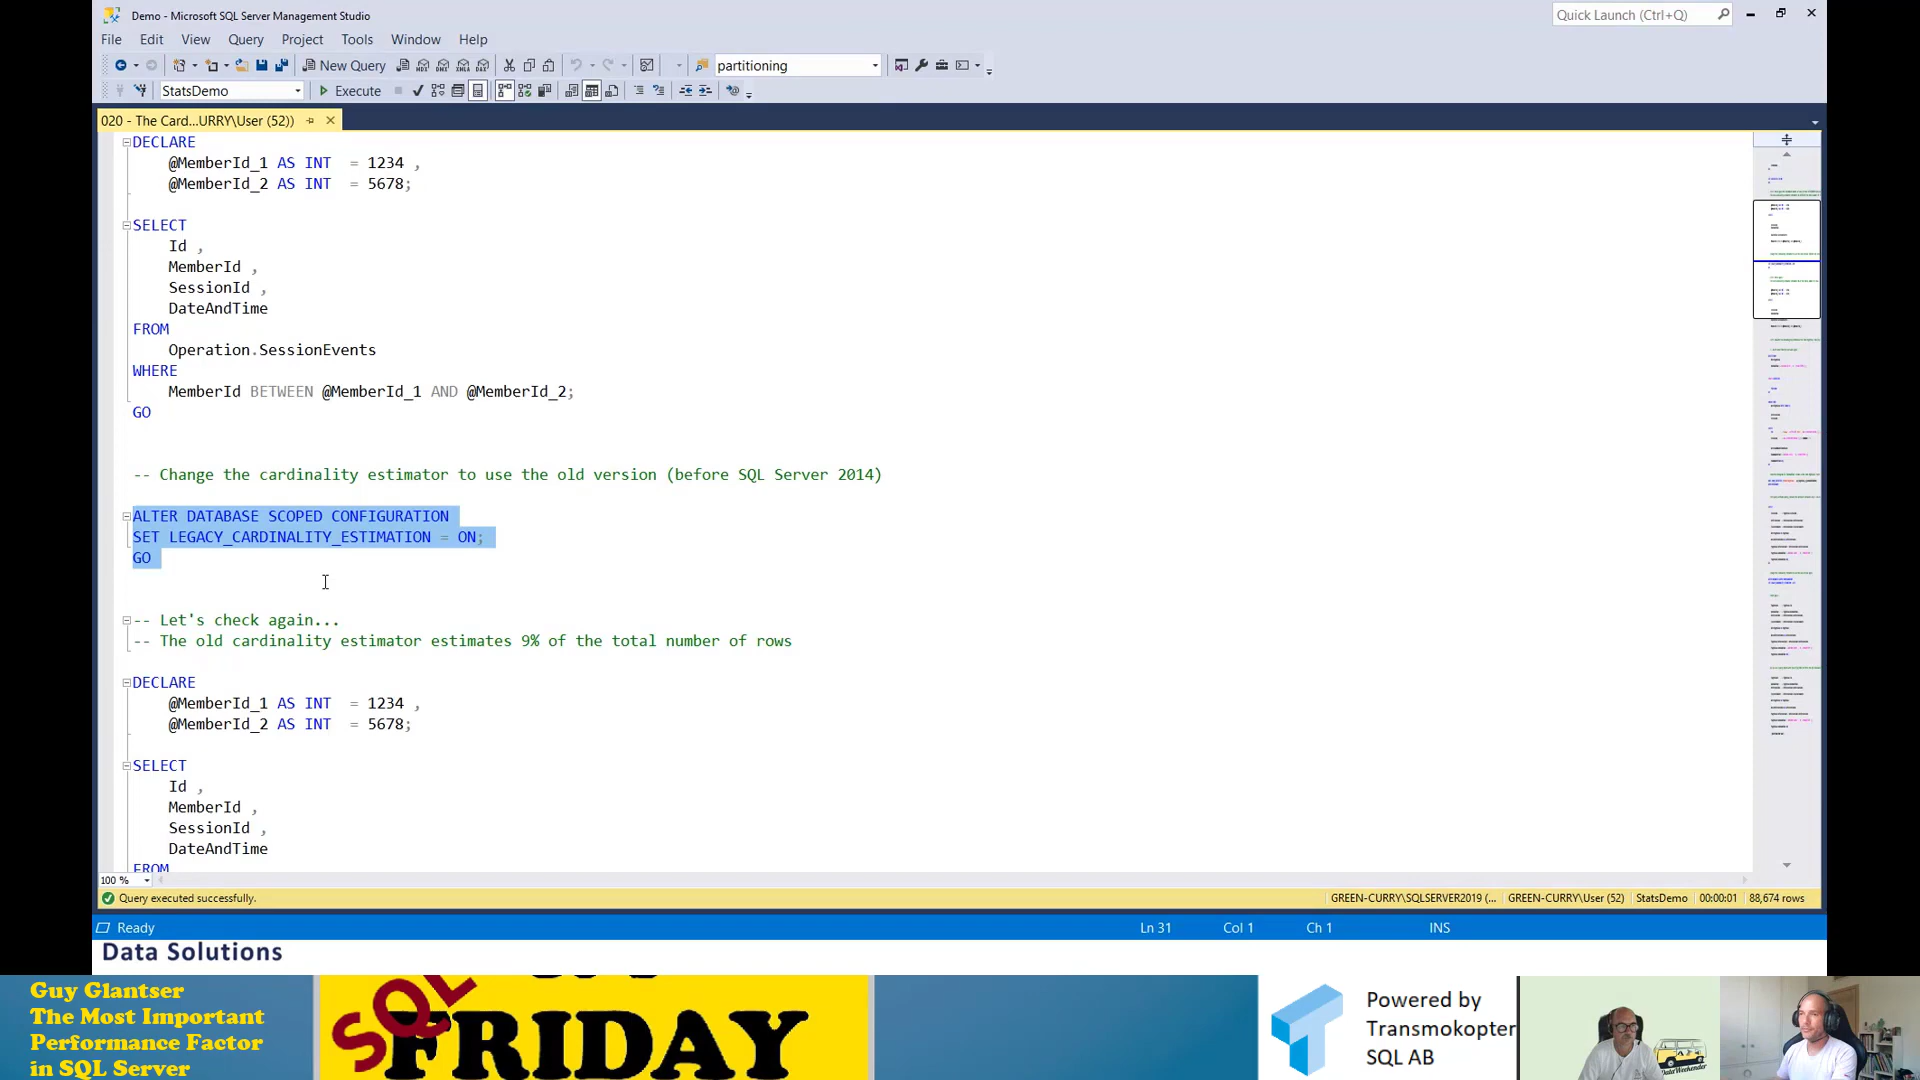 Demo - Microsoft SQL Server Management Studio
Quick Launch (Ctrl+Q)
File Edit View Query Project Tools Window Help
New Query
partitioning
StatsDemo
Execute
020 - The Card...URRY\User (52))
DECLARE
@MemberId_1 AS INT = 1234 ,
@MemberId_2 AS INT = 5678;
SELECT
Id ,
MemberId ,
SessionId ,
DateAndTime
FROM
Operation.SessionEvents
WHERE
MemberId BETWEEN @MemberId_1 AND @MemberId_2;
GO
-- Change the cardinality estimator to use the old version (before SQL Server 2014)
ALTER DATABASE SCOPED CONFIGURATION
SET LEGACY_CARDINALITY_ESTIMATION = ON;
GO
-- Let's check again...
-- The old cardinality estimator estimates 9% of the total number of rows
DECLARE
@MemberId_1 AS INT = 1234 ,
@MemberId_2 AS INT = 5678;
SELECT
Id ,
MemberId ,
SessionId ,
DateAndTime
FROM
100 %
Query executed successfully.
GREEN-CURRY\SQLSERVER2019 (...
GREEN-CURRY\User (52)
StatsDemo
00:00:01
88,674 rows
Ready
Ln 31
Col 1
Ch 1
INS
Data Solutions
Guy Glantser
The Most Important
Performance Factor
in SQL Server
SQL
FRIDAY
Powered by
Transmokopter
SQL AB